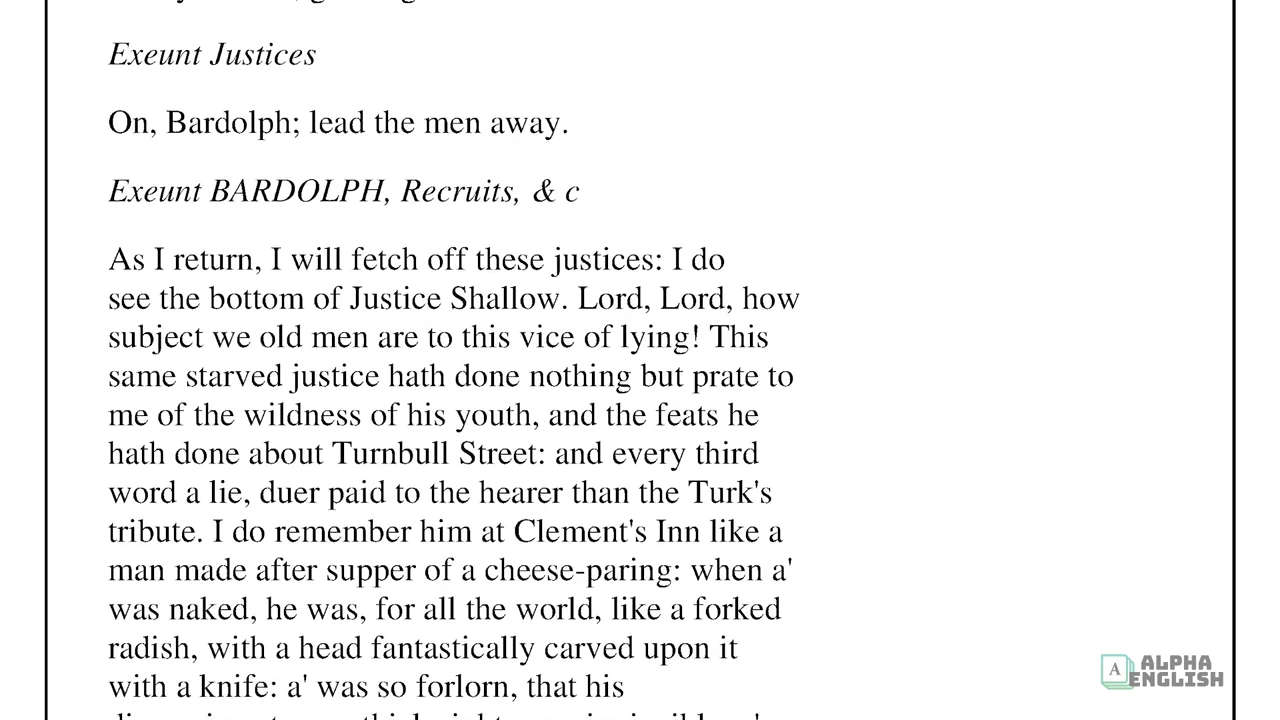 Exeunt Justices
On, Bardolph; lead the men away.
Exeunt BARDOLPH, Recruits, & c
As I return, I will fetch off these justices: I do
see the bottom of Justice Shallow. Lord, Lord, how
subject we old men are to this vice of lying! This
same starved justice hath done nothing but prate to
me of the wildness of his youth, and the feats he
hath done about Turnbull Street: and every third
word a lie, duer paid to the hearer than the Turk's
tribute. I do remember him at Clement's Inn like a
man made after supper of a cheese-paring: when a'
was naked, he was, for all the world, like a forked
radish, with a head fantastically carved upon it
with a knife: a' was so forlorn, that his
A ALPHA
ENGLISH